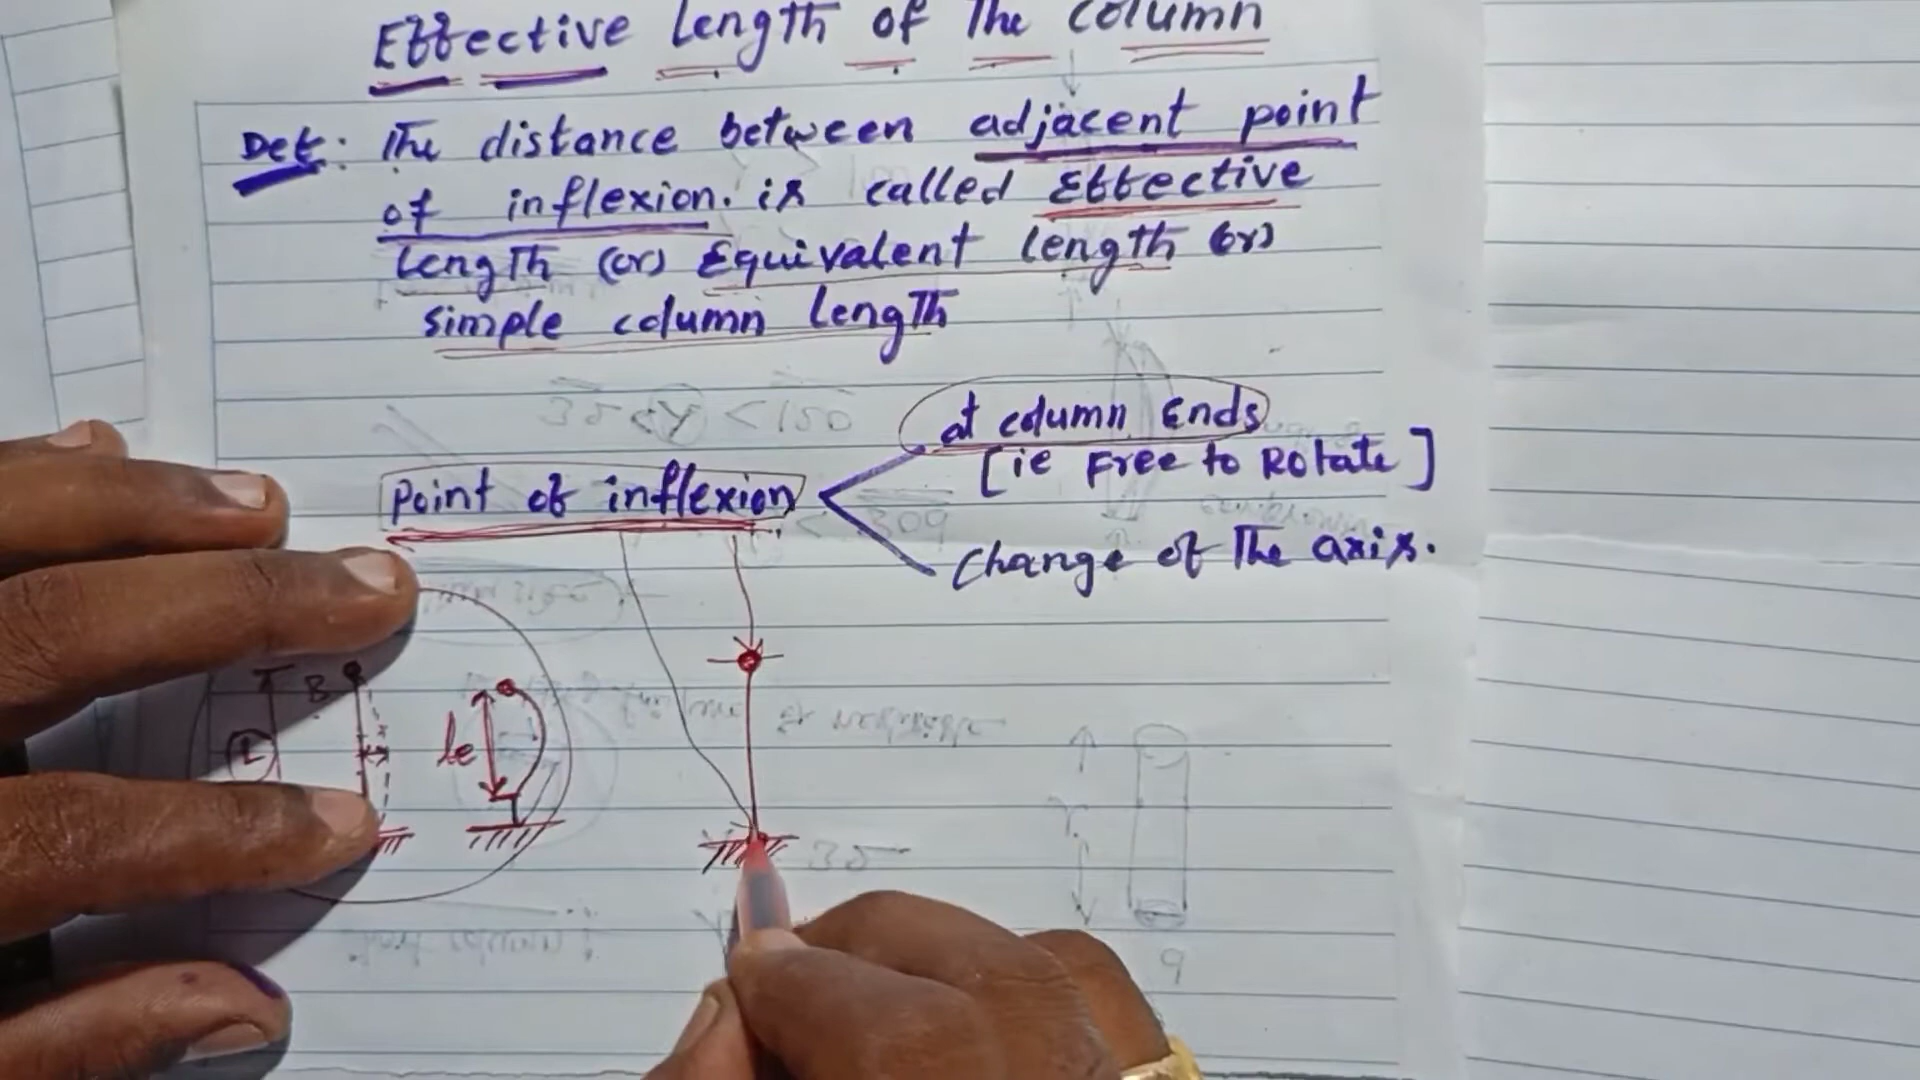 Effective Length of The column
Def: The distance between adjacent point
of inflexion. is called Effective
Length (or) Equivalent length (or)
simple column length
at column Ends
[ie Free to Rotate]
Point of inflexion
Change of The axis.
B
L
le